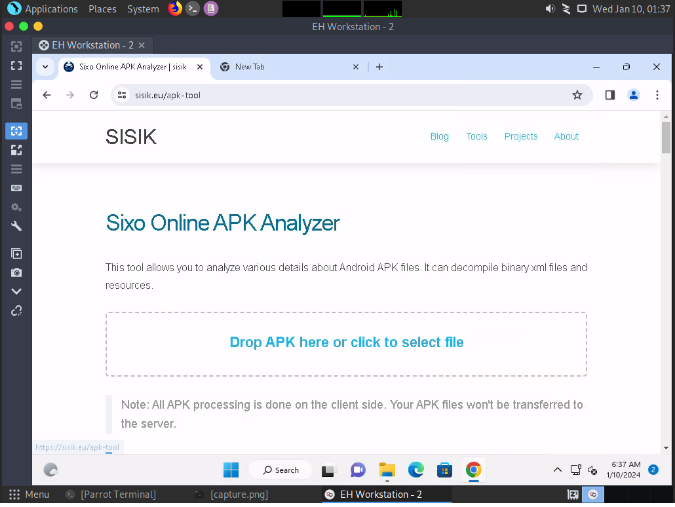 Applications Places System Wed Jan 10, 01:37
EH Workstation - 2
EH Workstation - 2 ×
Sixo Online APK Analyzer | sisik × New Tab × +
sisik.eu/apk-tool
SISIK Blog Tools Projects About
Sixo Online APK Analyzer
This tool allows you to analyze various details about Android APK files. It can decompile binary xml files and
resources.
Drop APK here or click to select file
Note: All APK processing is done on the client side. Your APK files won't be transferred to
the server.
https://sisik.eu/apk-tool
Search 6:37 AM
1/10/2024 2
Menu [Parrot Terminal] [capture.png] EH Workstation - 2